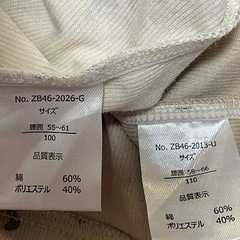 No. ZB46-2026-G
サイズ
腰囲 55~61
100
品質表示
綿 60%
ポリエステル 40%
No. ZB46-2013-U
サイズ
腰囲 58~66
110
品質表示
綿 60%
ポリエステル 40%